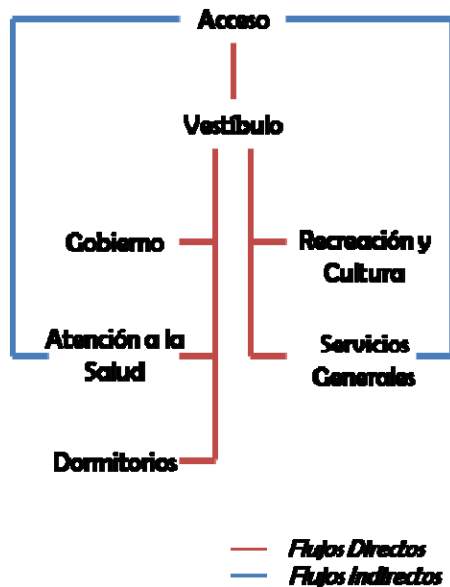 Acceso
Vestíbulo
Gobierno
Recreación y
Cultura
Atención a la
Salud
Servicios
Generales
Dormitorios
Flujos Directos
Flujos Indirectos